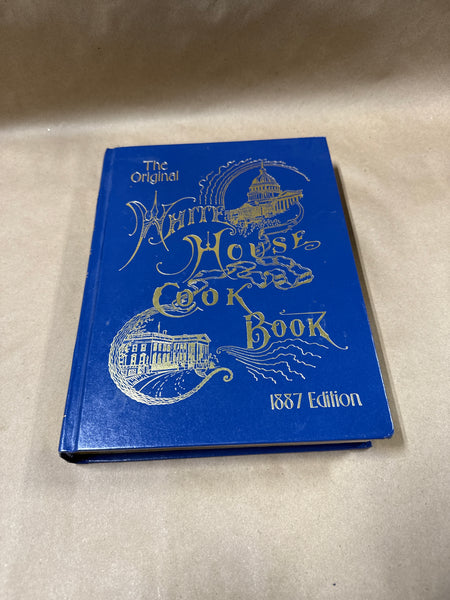 The
Original
White
House
Cook
Book
1887 Edition